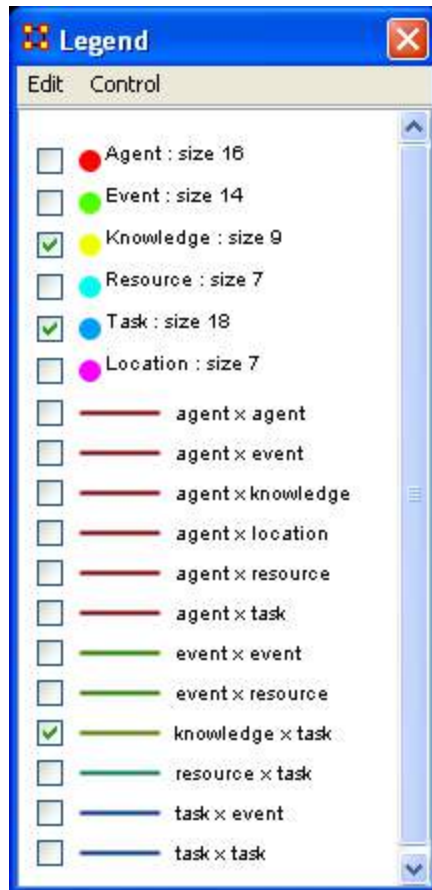 Legend
Edit Control
Agent : size 16
Event : size 14
Knowledge : size 9
Resource : size 7
Task : size 18
Location : size 7
agent x agent
agent x event
agent x knowledge
agent x location
agent x resource
agent x task
event x event
event x resource
knowledge x task
resource x task
task x event
task x task